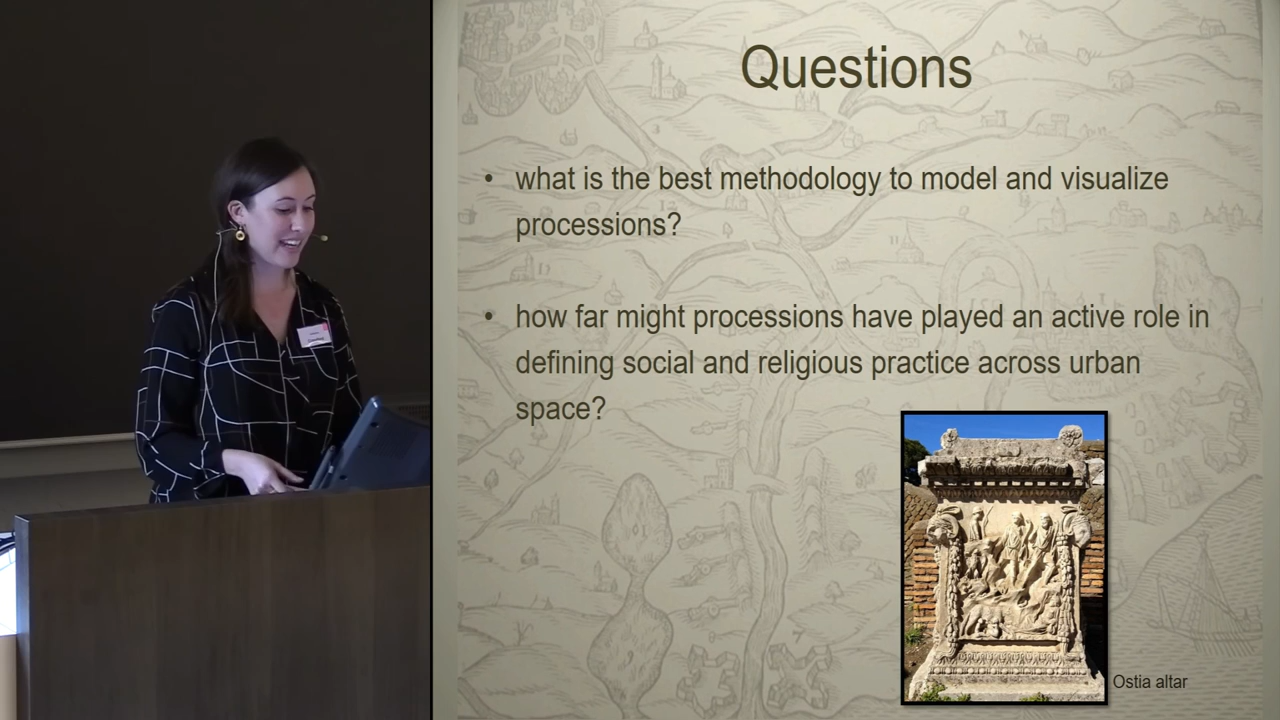 Questions
• what is the best methodology to model and visualize
processions?
• how far might processions have played an active role in
defining social and religious practice across urban
space?
Ostia altar